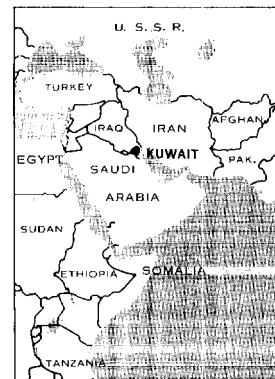 U. S. S. R.
TURKEY
IRAQ
IRAN
AFGHAN.
EGYPT
KUWAIT
PAK.
SAUDI
ARABIA
SUDAN
ETHIOPIA
SOMALIA
TANZANIA